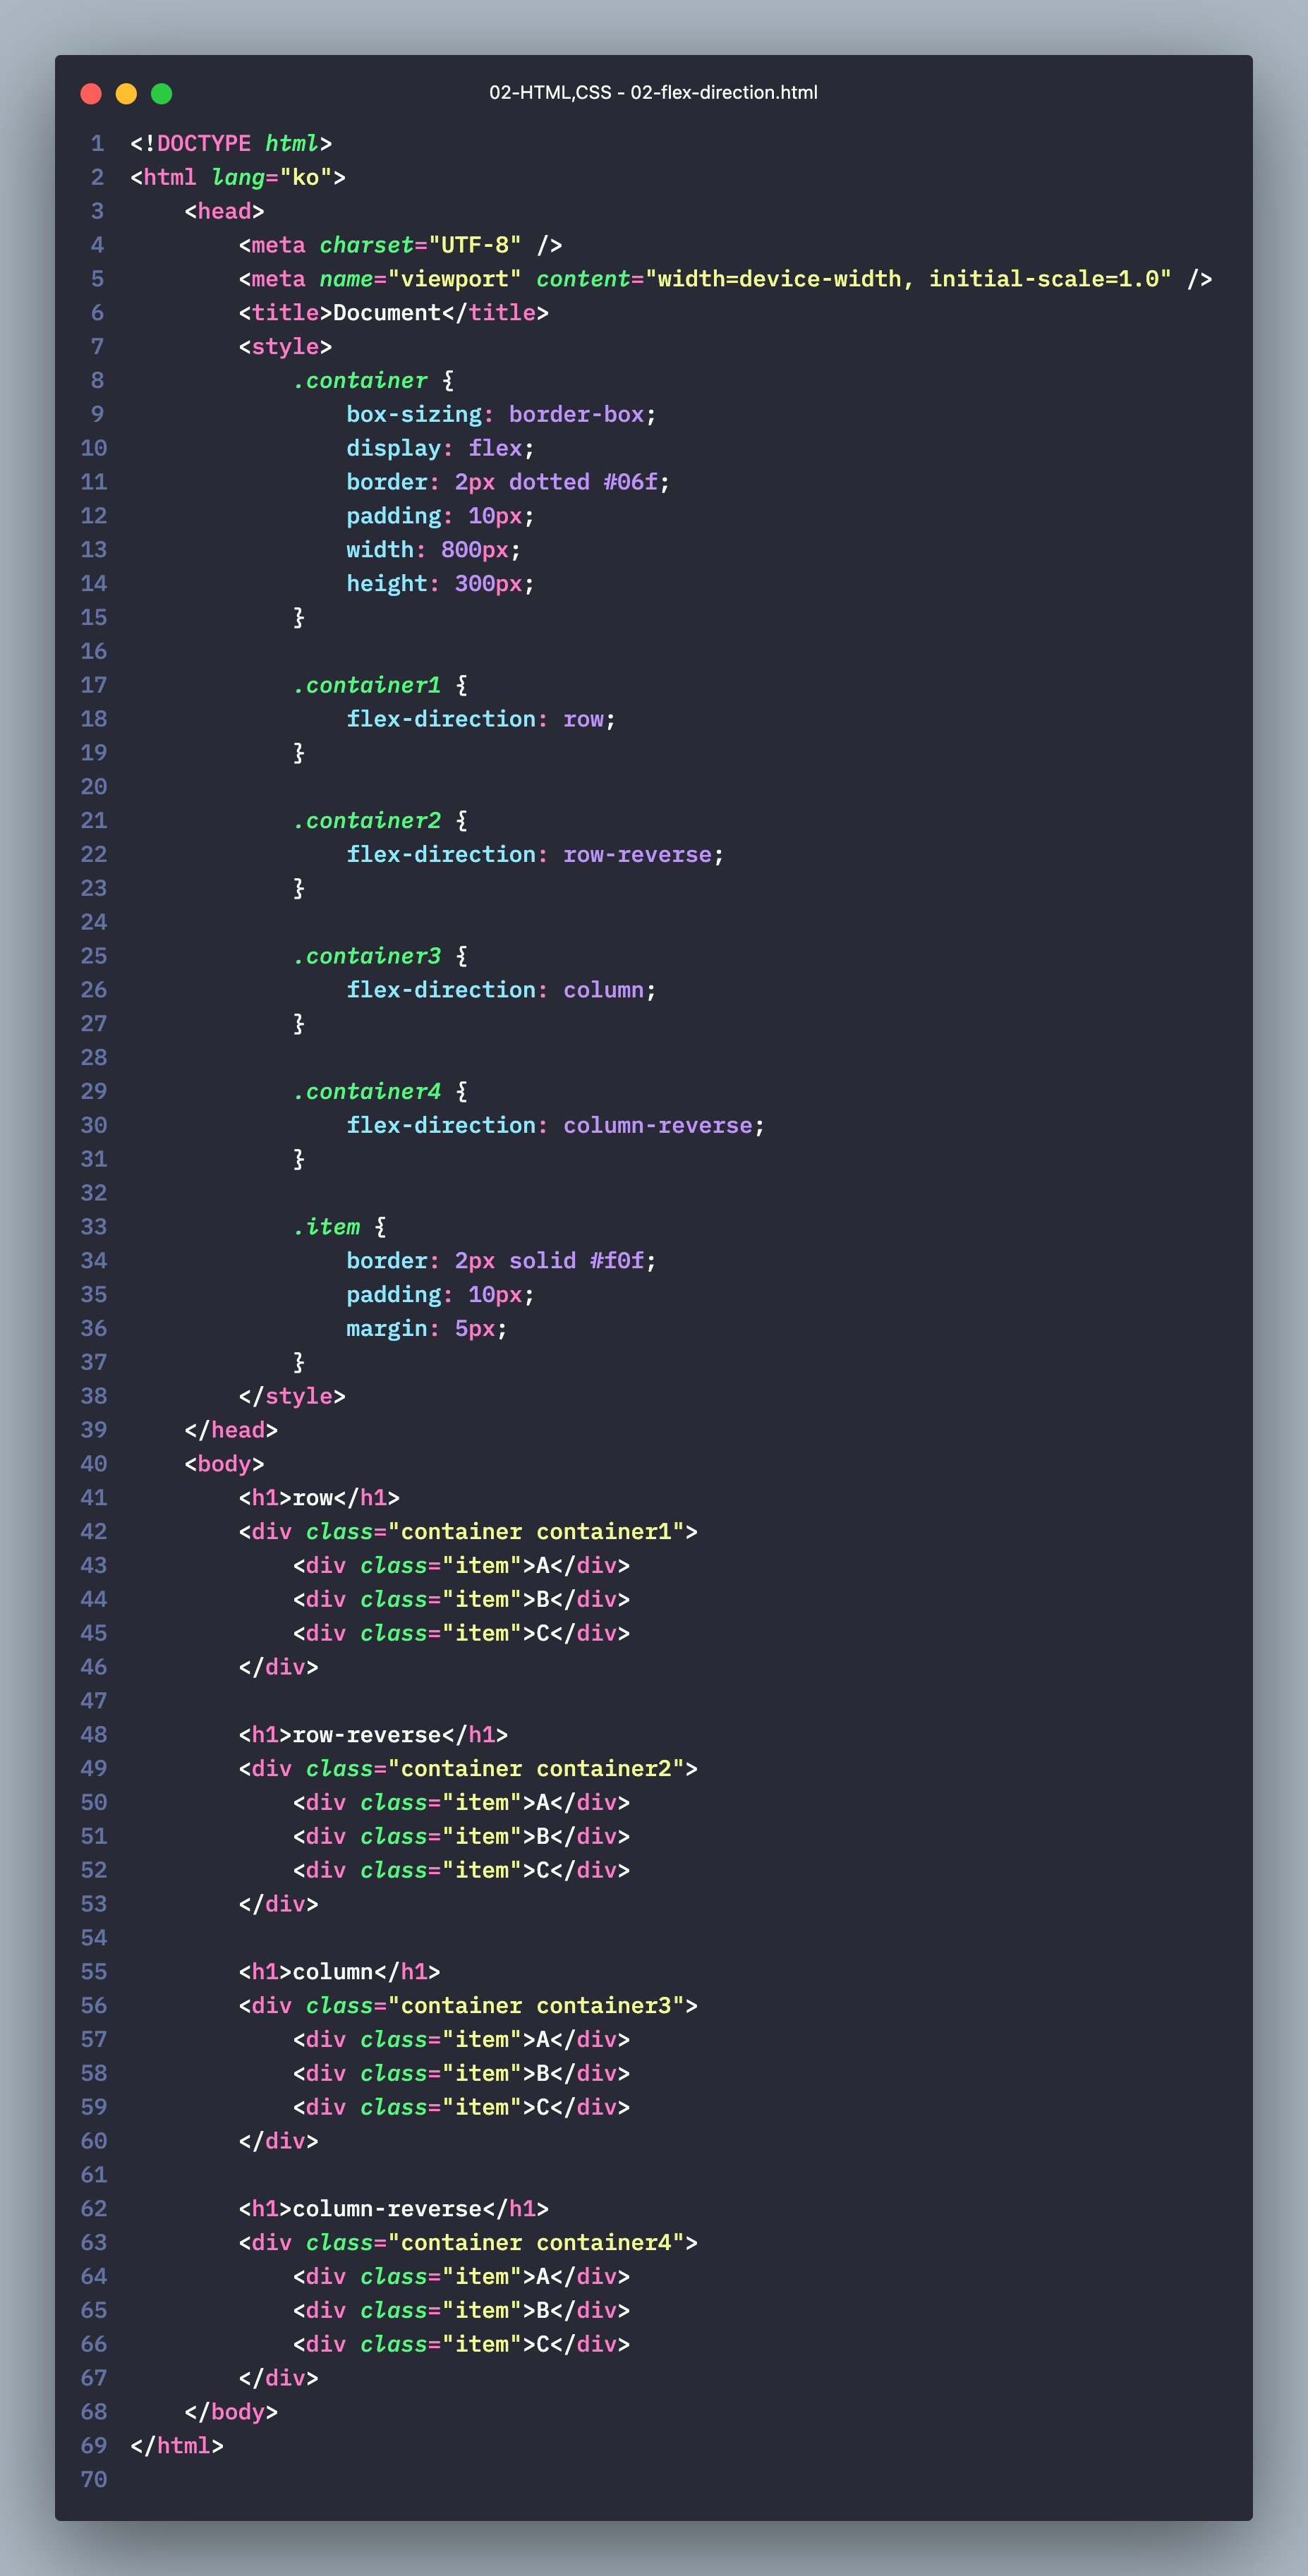 02-HTML,CSS - 02-flex-direction.html
1 <!DOCTYPE html>
2 <html lang="ko">
3     <head>
4         <meta charset="UTF-8" />
5         <meta name="viewport" content="width=device-width, initial-scale=1.0" />
6         <title>Document</title>
7         <style>
8             .container {
9                 box-sizing: border-box;
10                 display: flex;
11                 border: 2px dotted #06f;
12                 padding: 10px;
13                 width: 800px;
14                 height: 300px;
15             }
16
17             .container1 {
18                 flex-direction: row;
19             }
20
21             .container2 {
22                 flex-direction: row-reverse;
23             }
24
25             .container3 {
26                 flex-direction: column;
27             }
28
29             .container4 {
30                 flex-direction: column-reverse;
31             }
32
33             .item {
34                 border: 2px solid #f0f;
35                 padding: 10px;
36                 margin: 5px;
37             }
38         </style>
39     </head>
40     <body>
41         <h1>row</h1>
42         <div class="container container1">
43             <div class="item">A</div>
44             <div class="item">B</div>
45             <div class="item">C</div>
46         </div>
47
48         <h1>row-reverse</h1>
49         <div class="container container2">
50             <div class="item">A</div>
51             <div class="item">B</div>
52             <div class="item">C</div>
53         </div>
54
55         <h1>column</h1>
56         <div class="container container3">
57             <div class="item">A</div>
58             <div class="item">B</div>
59             <div class="item">C</div>
60         </div>
61
62         <h1>column-reverse</h1>
63         <div class="container container4">
64             <div class="item">A</div>
65             <div class="item">B</div>
66             <div class="item">C</div>
67         </div>
68     </body>
69 </html>
70